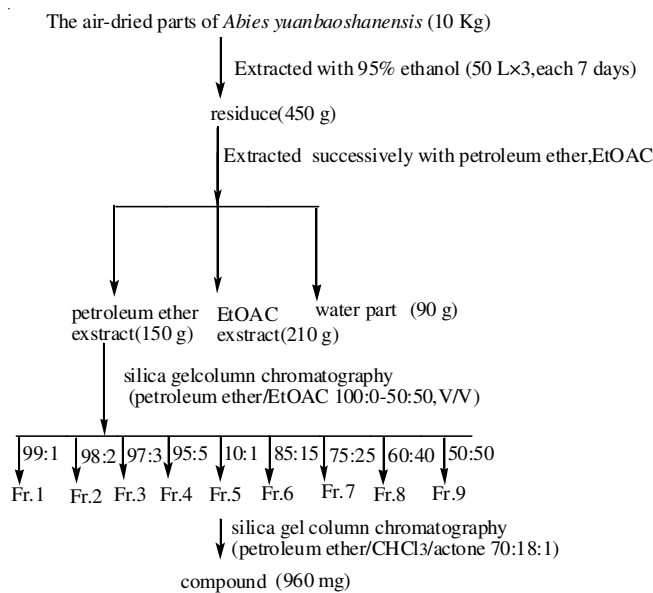 The air-dried parts of Abies yuanbaoshanensis (10 Kg)
Extracted with 95% ethanol (50 L×3,each 7 days)
residuce(450 g)
Extracted successively with petroleum ether,EtOAC
petroleum ether
exstract(150 g)
EtOAC
exstract(210 g)
water part (90 g)
silica gelcolumn chromatography
(petroleum ether/EtOAC 100:0-50:50,V/V)
99:1 98:2 97:3 95:5 10:1 85:15 75:25 60:40 50:50
Fr.1 Fr.2 Fr.3 Fr.4 Fr.5 Fr.6 Fr.7 Fr.8 Fr.9
silica gel column chromatography
(petroleum ether/CHCl3/actone 70:18:1)
compound (960 mg)